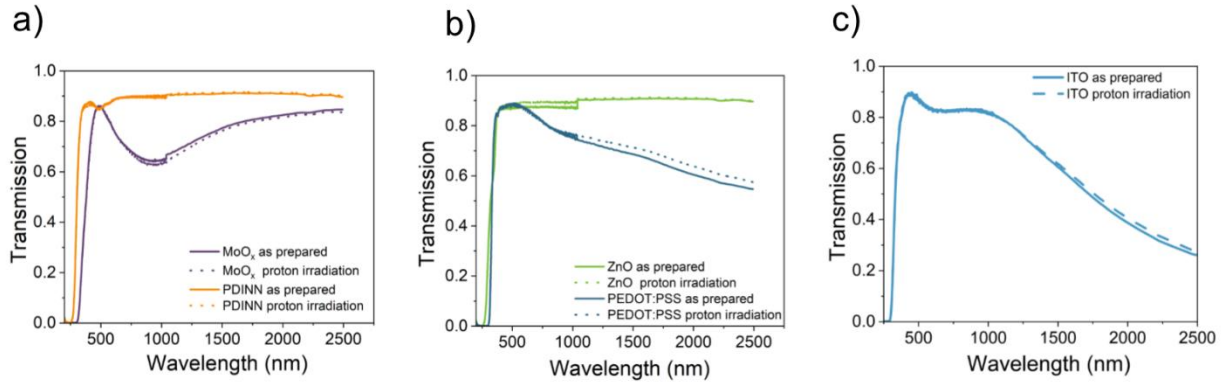 a)
1.0
0.8
0.6
0.4
0.2
0.0
Transmission
MoOₓ as prepared
MoOₓ proton irradiation
PDINN as prepared
PDINN proton irradiation
500 1000 1500 2000 2500
Wavelength (nm)
b)
1.0
0.8
0.6
0.4
0.2
0.0
Transmission
ZnO as prepared
ZnO proton irradiation
PEDOT:PSS as prepared
PEDOT:PSS proton irradiation
500 1000 1500 2000 2500
Wavelength (nm)
c)
1.0
0.8
0.6
0.4
0.2
0.0
Transmission
ITO as prepared
ITO proton irradiation
500 1000 1500 2000 2500
Wavelength (nm)